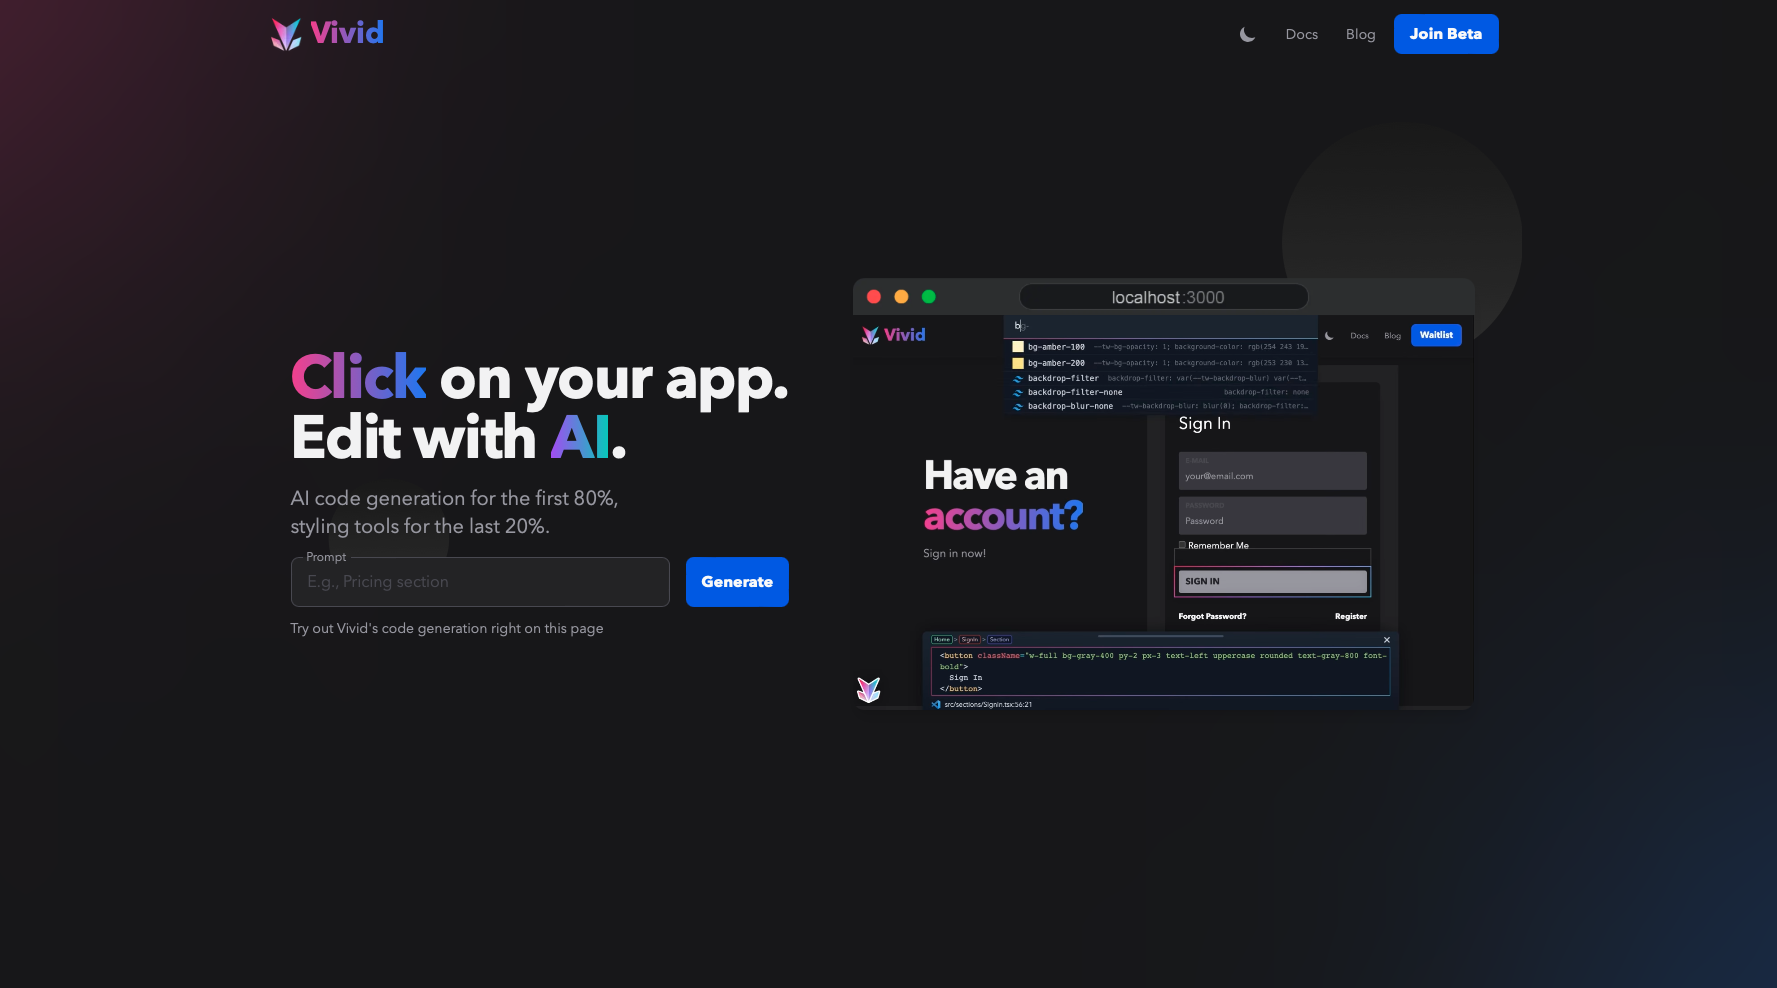 Vivid
Docs
Blog
Join Beta
Click on your app.
Edit with AI.
AI code generation for the first 80%,
styling tools for the last 20%.
Prompt
E.g., Pricing section
Generate
Try out Vivid's code generation right on this page
localhost:3000
Vivid
bg-
Docs
Blog
Waitlist
bg-amber-100 --tw-bg-opacity: 1; background-color: rgb(254 243 19…
bg-amber-200 --tw-bg-opacity: 1; background-color: rgb(253 230 13…
backdrop-filter backdrop-filter: var(--tw-backdrop-blur) var(--t…
backdrop-filter-none backdrop-filter: none
backdrop-blur-none --tw-backdrop-blur: blur(0); backdrop-filter:…
Have an
account?
Sign in now!
Sign In
E-MAIL
your@email.com
PASSWORD
Password
Remember Me
SIGN IN
Forgot Password?
Register
Home > SignIn > Section
<button className="w-full bg-gray-400 py-2 px-3 text-left uppercase rounded text-gray-800 font-
bold">
Sign In
</button>
src/sections/SignIn.tsx:56:21